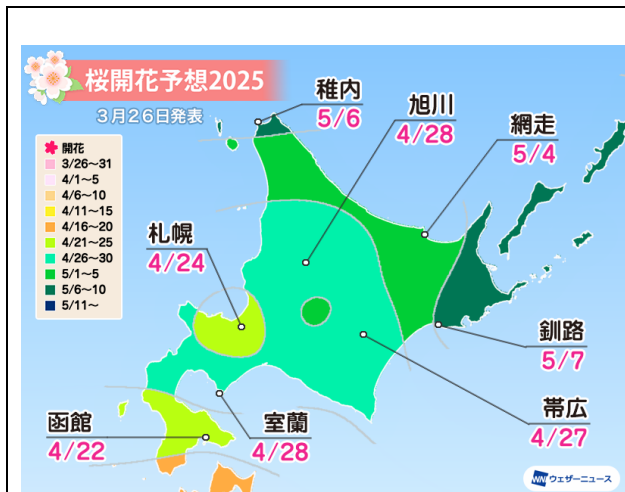 桜開花予想2025
3月26日発表
開花
3/26～31
4/1～5
4/6～10
4/11～15
4/16～20
4/21～25
4/26～30
5/1～5
5/6～10
5/11～
稚内
5/6
旭川
4/28
網走
5/4
札幌
4/24
釧路
5/7
帯広
4/27
函館
4/22
室蘭
4/28
WN ウェザーニュース